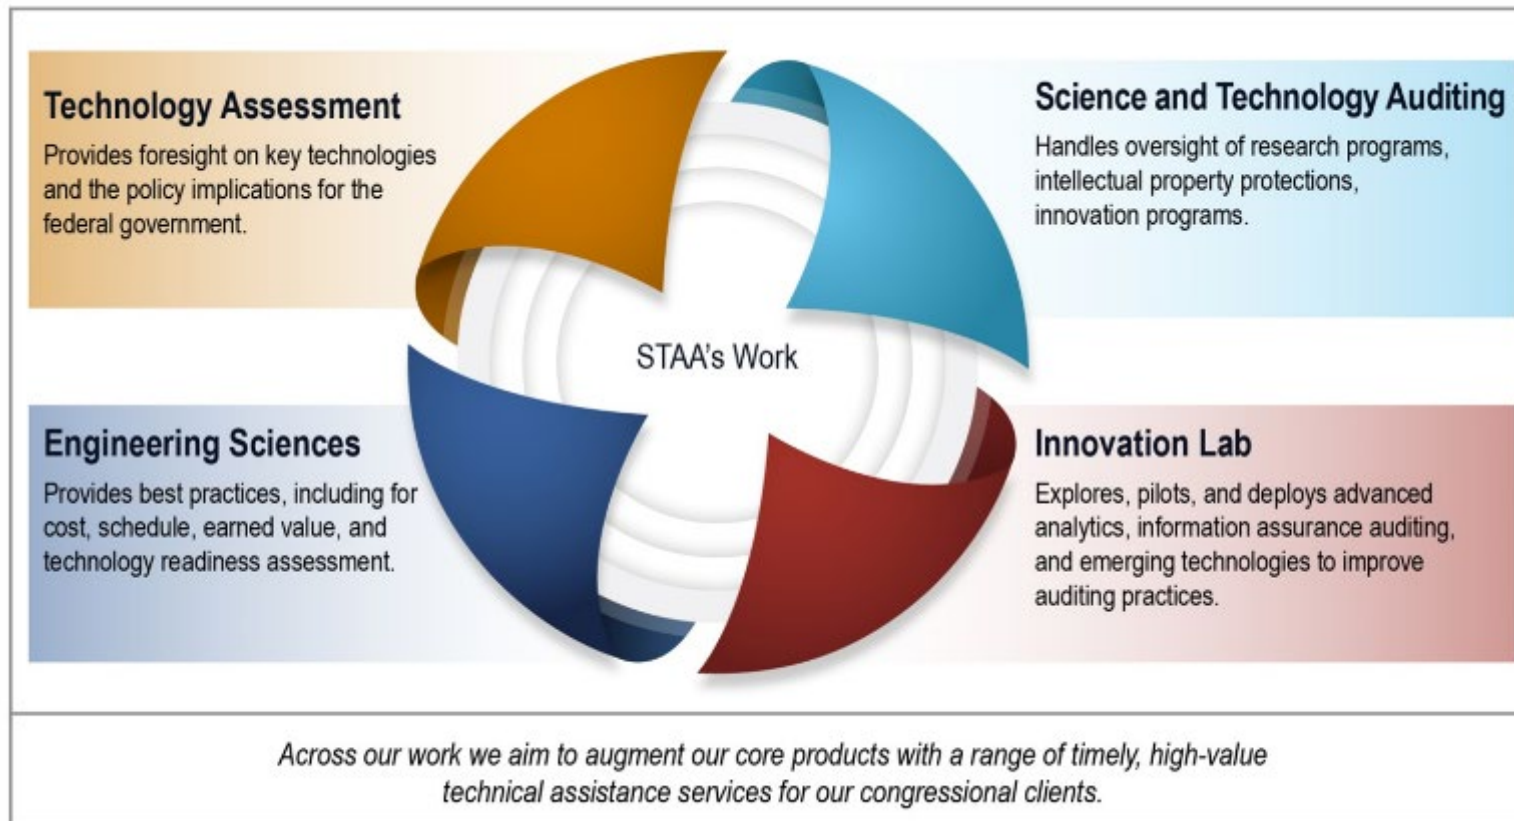 Technology Assessment
Provides foresight on key technologies
and the policy implications for the
federal government.
Science and Technology Auditing
Handles oversight of research programs,
intellectual property protections,
innovation programs.
STAA's Work
Engineering Sciences
Provides best practices, including for
cost, schedule, earned value, and
technology readiness assessment.
Innovation Lab
Explores, pilots, and deploys advanced
analytics, information assurance auditing,
and emerging technologies to improve
auditing practices.
Across our work we aim to augment our core products with a range of timely, high-value
technical assistance services for our congressional clients.